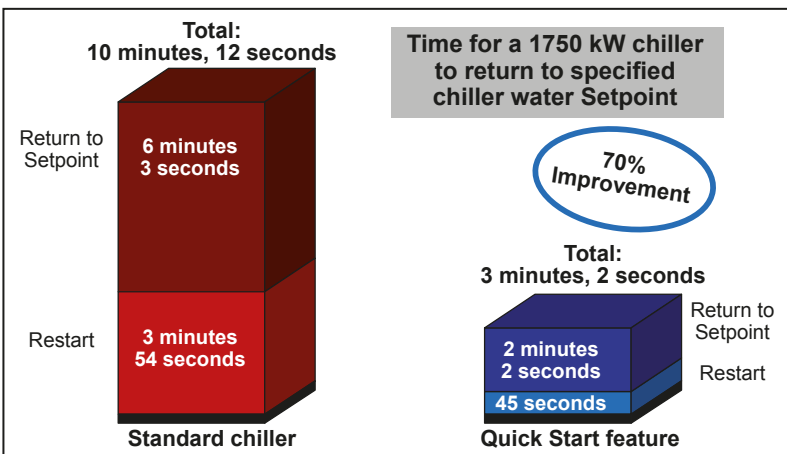 Total:
10 minutes, 12 seconds
Time for a 1750 kW chiller
to return to specified
chiller water Setpoint
Return to
Setpoint
6 minutes
3 seconds
70%
Improvement
Total:
3 minutes, 2 seconds
Restart
3 minutes
54 seconds
Return to
Setpoint
2 minutes
2 seconds
Restart
45 seconds
Standard chiller
Quick Start feature